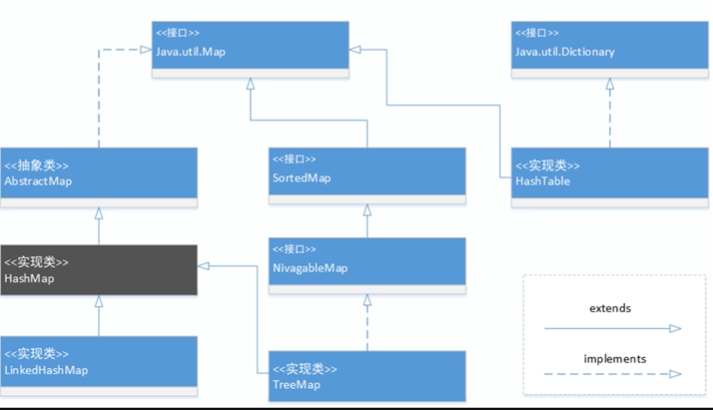 <<接口>>
Java.util.Map
<<接口>>
Java.util.Dictionary
<<抽象类>>
AbstractMap
<<接口>>
SortedMap
<<实现类>>
HashTable
<<实现类>>
HashMap
<<接口>>
NivagableMap
<<实现类>>
LinkedHashMap
<<实现类>>
TreeMap
extends
implements